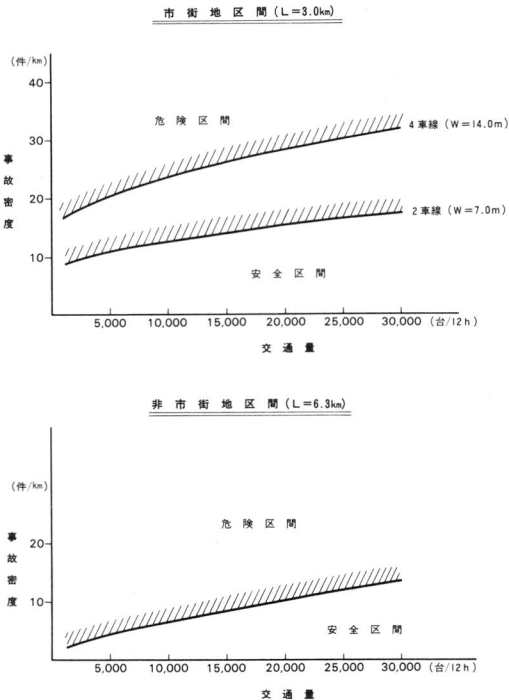 市街地区間(L=3.0km)
(件/km)
40
危険区間
4車線(W=14.0m)
30
事故密度
20
2車線(W=7.0m)
10
安全区間
5,000 10,000 15,000 20,000 25,000 30,000 (台/12h)
交通量
非市街地区間(L=6.3km)
(件/km)
危険区間
20
事故密度
10
安全区間
5,000 10,000 15,000 20,000 25,000 30,000 (台/12h)
交通量